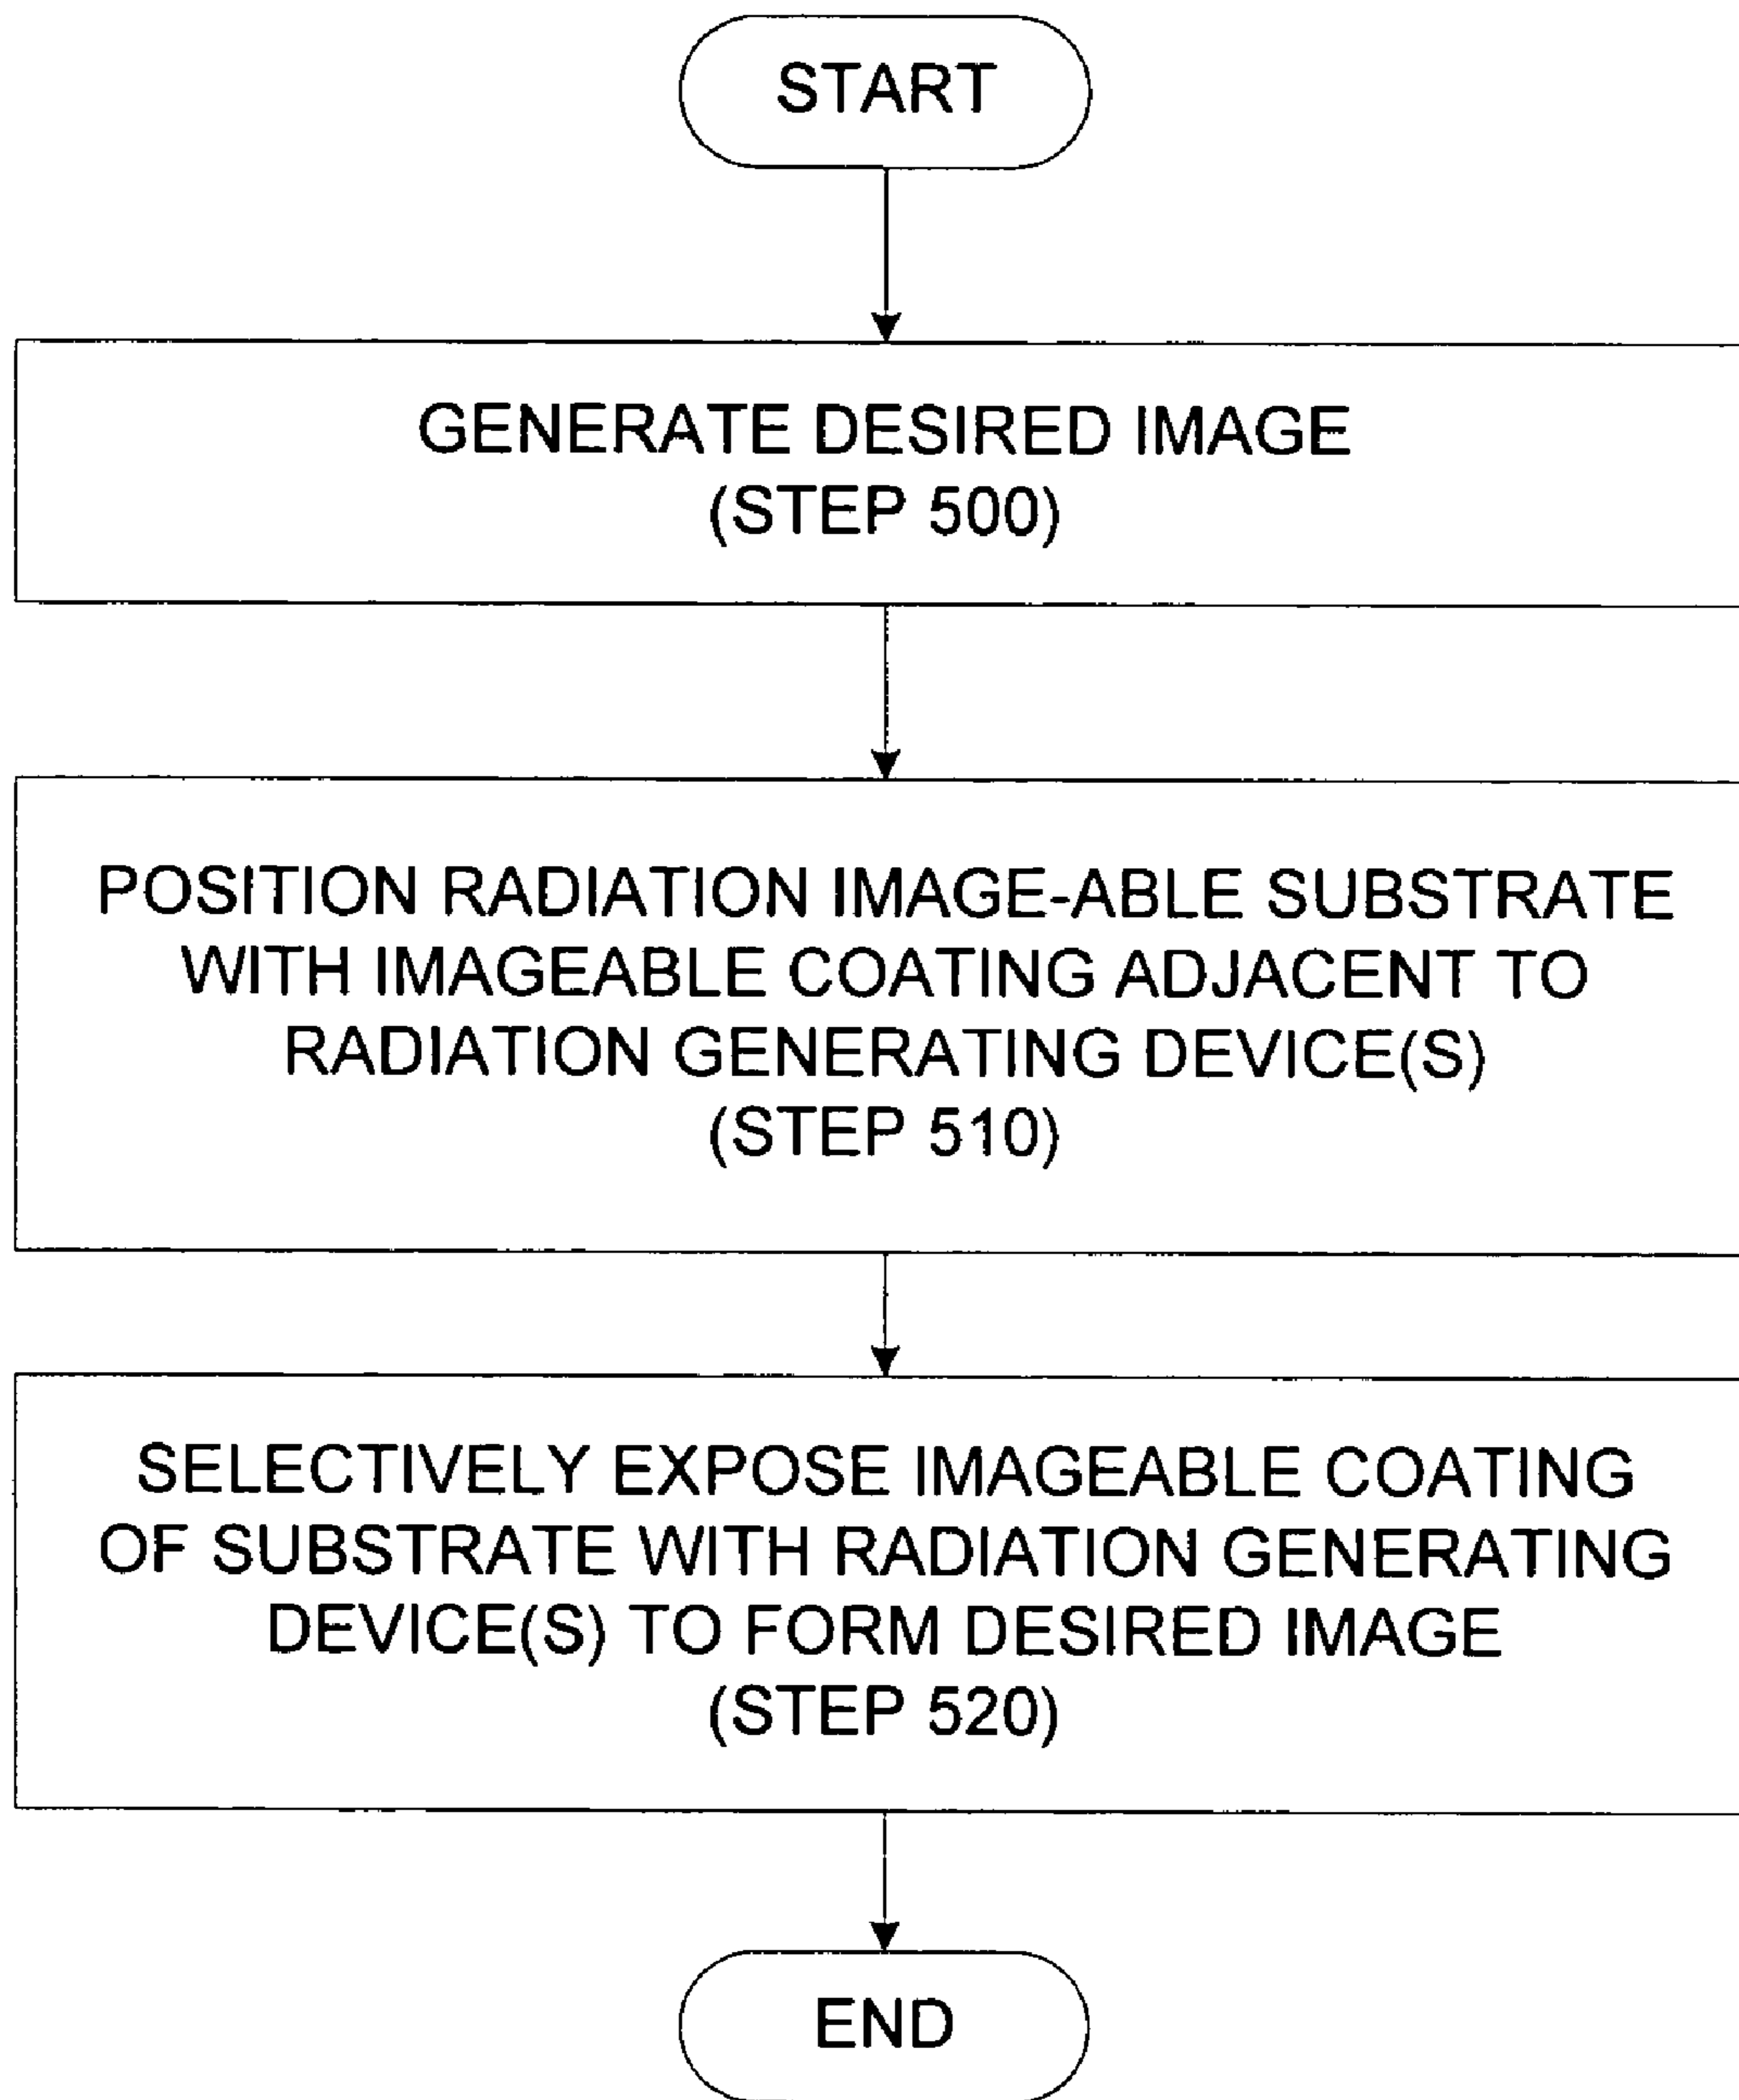 START
GENERATE DESIRED IMAGE
(STEP 500)
POSITION RADIATION IMAGE-ABLE SUBSTRATE
WITH IMAGEABLE COATING ADJACENT TO
RADIATION GENERATING DEVICE(S)
(STEP 510)
SELECTIVELY EXPOSE IMAGEABLE COATING
OF SUBSTRATE WITH RADIATION GENERATING
DEVICE(S) TO FORM DESIRED IMAGE
(STEP 520)
END